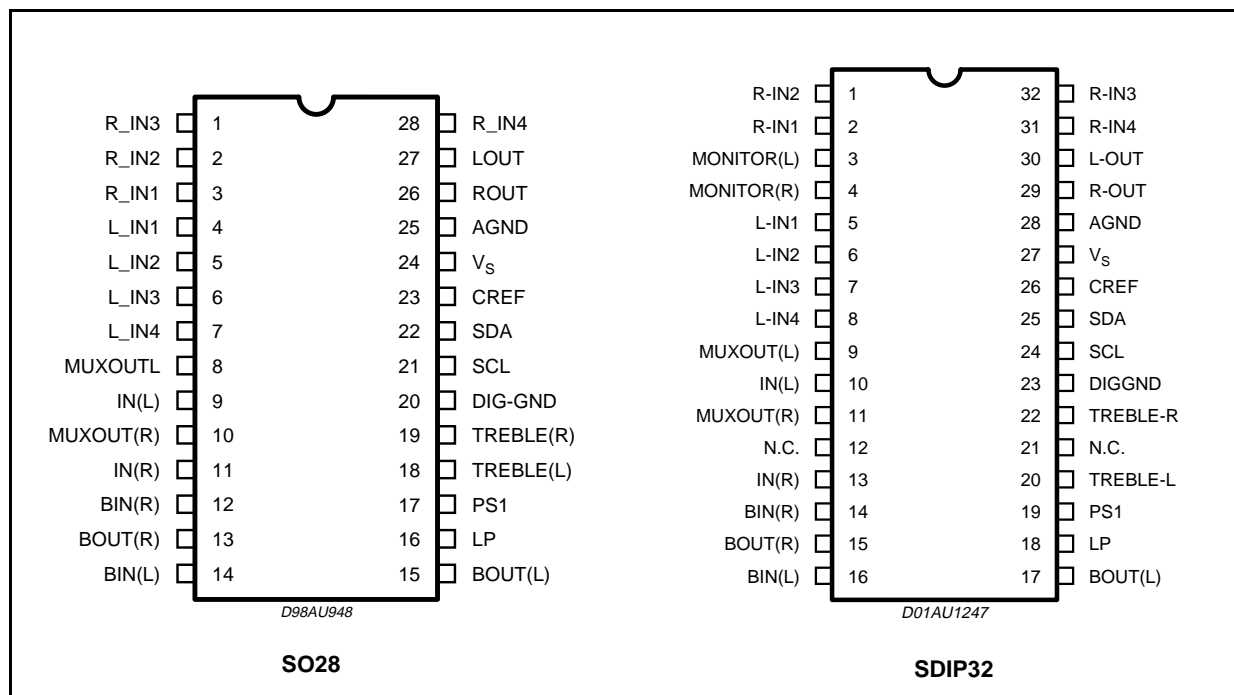 R_IN3 1 28 R_IN4
R_IN2 2 27 LOUT
R_IN1 3 26 ROUT
L_IN1 4 25 AGND
L_IN2 5 24 VS
L_IN3 6 23 CREF
L_IN4 7 22 SDA
MUXOUTL 8 21 SCL
IN(L) 9 20 DIG-GND
MUXOUT(R) 10 19 TREBLE(R)
IN(R) 11 18 TREBLE(L)
BIN(R) 12 17 PS1
BOUT(R) 13 16 LP
BIN(L) 14 15 BOUT(L)
D98AU948
SO28
R-IN2 1 32 R-IN3
R-IN1 2 31 R-IN4
MONITOR(L) 3 30 L-OUT
MONITOR(R) 4 29 R-OUT
L-IN1 5 28 AGND
L-IN2 6 27 VS
L-IN3 7 26 CREF
L-IN4 8 25 SDA
MUXOUT(L) 9 24 SCL
IN(L) 10 23 DIGGND
MUXOUT(R) 11 22 TREBLE-R
N.C. 12 21 N.C.
IN(R) 13 20 TREBLE-L
BIN(R) 14 19 PS1
BOUT(R) 15 18 LP
BIN(L) 16 17 BOUT(L)
D01AU1247
SDIP32